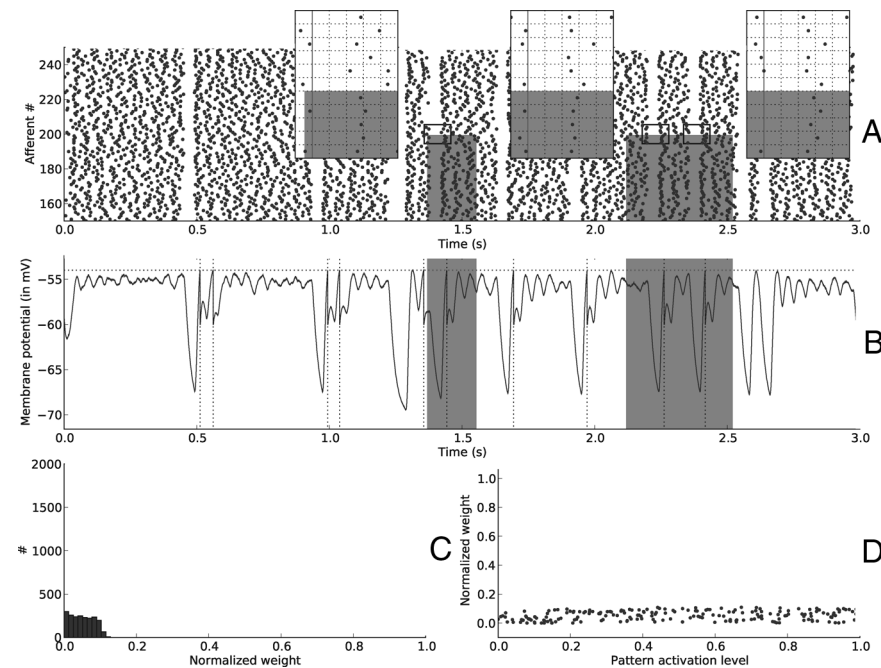 240
220
200
180
160
Afferent #
0.0 0.5 1.0 1.5 2.0 2.5 3.0
Time (s)
A
−55
−60
−65
−70
Membrane potential (in mV)
0.0 0.5 1.0 1.5 2.0 2.5 3.0
Time (s)
B
2000
1500
1000
500
0
#
0.0 0.2 0.4 0.6 0.8 1.0
Normalized weight
C
1.0
0.8
0.6
0.4
0.2
0.0
Normalized weight
0.0 0.2 0.4 0.6 0.8 1.0
Pattern activation level
D